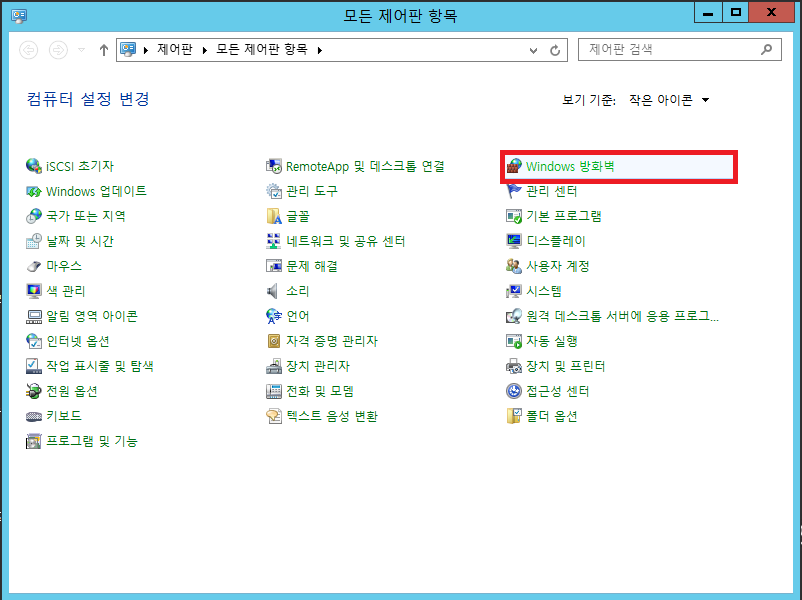 모든 제어판 항목
제어판 모든 제어판 항목
제어판 검색
컴퓨터 설정 변경
보기 기준: 작은 아이콘
iSCSI 초기자
RemoteApp 및 데스크톱 연결
Windows 방화벽
Windows 업데이트
관리 도구
관리 센터
국가 또는 지역
글꼴
기본 프로그램
날짜 및 시간
네트워크 및 공유 센터
디스플레이
마우스
문제 해결
사용자 계정
색 관리
소리
시스템
알림 영역 아이콘
언어
원격 데스크톱 서버에 응용 프로그...
인터넷 옵션
자격 증명 관리자
자동 실행
작업 표시줄 및 탐색
장치 관리자
장치 및 프린터
전원 옵션
전화 및 모뎀
접근성 센터
키보드
텍스트 음성 변환
폴더 옵션
프로그램 및 기능